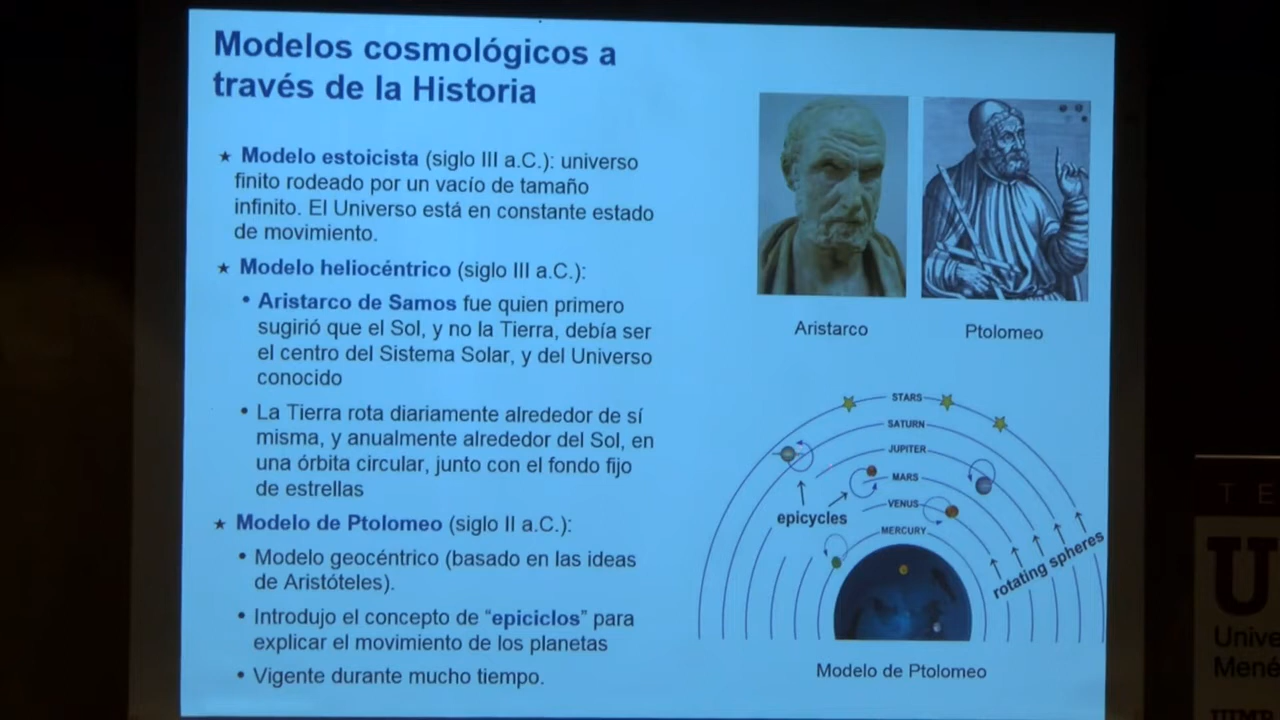 Modelos cosmológicos a
través de la Historia
★ Modelo estoicista (siglo III a.C.): universo
finito rodeado por un vacío de tamaño
infinito. El Universo está en constante estado
de movimiento.
★ Modelo heliocéntrico (siglo III a.C.):
• Aristarco de Samos fue quien primero
sugirió que el Sol, y no la Tierra, debía ser
el centro del Sistema Solar, y del Universo
conocido
• La Tierra rota diariamente alrededor de sí
misma, y anualmente alrededor del Sol, en
una órbita circular, junto con el fondo fijo
de estrellas
★ Modelo de Ptolomeo (siglo II a.C.):
• Modelo geocéntrico (basado en las ideas
de Aristóteles).
• Introdujo el concepto de “epiciclos” para
explicar el movimiento de los planetas
• Vigente durante mucho tiempo.
Aristarco
Ptolomeo
STARS
SATURN
JUPITER
MARS
VENUS
MERCURY
epicycles
rotating spheres
Modelo de Ptolomeo
T E
U
Unive
Mené